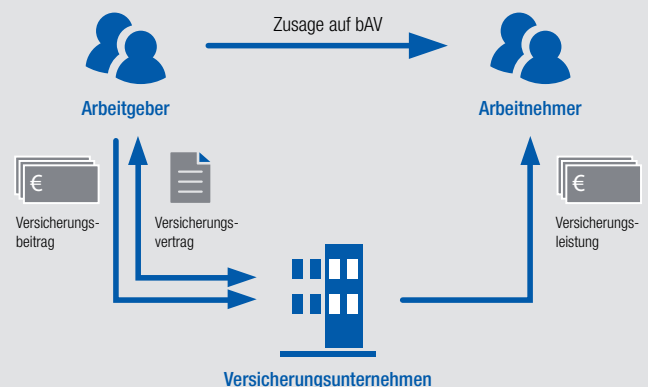 Zusage auf bAV
Arbeitgeber
Arbeitnehmer
€
Versicherungs-
beitrag
Versicherungs-
vertrag
€
Versicherungs-
leistung
Versicherungsunternehmen